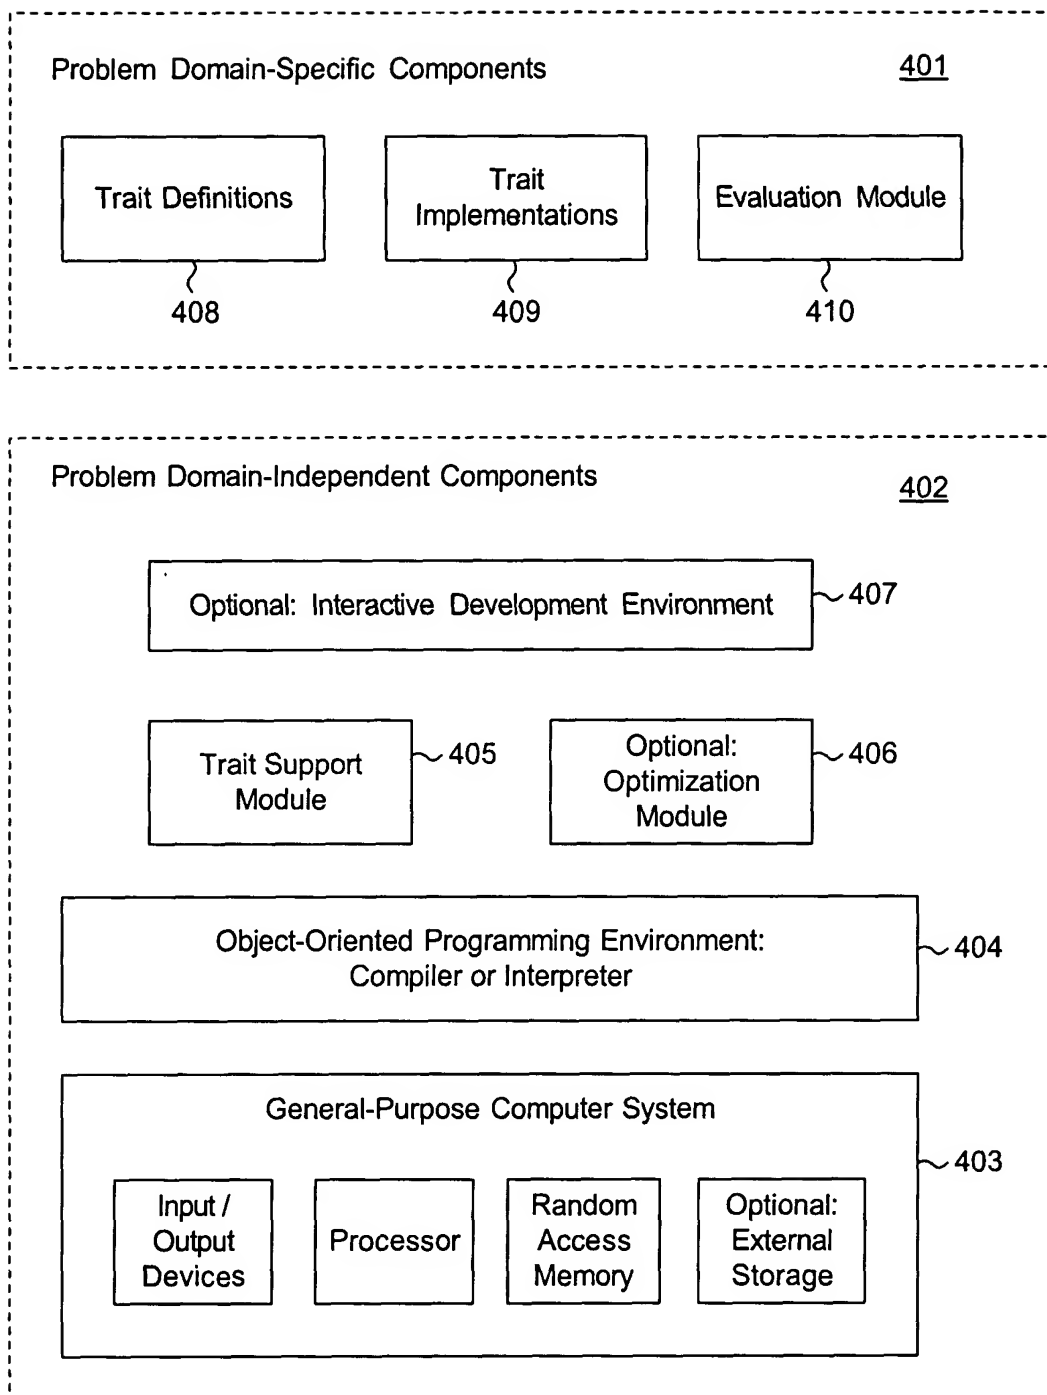 Problem Domain-Specific Components
401
Trait Definitions
Trait
Implementations
Evaluation Module
408
409
410
Problem Domain-Independent Components
402
Optional: Interactive Development Environment
407
Trait Support
Module
405
Optional:
Optimization
Module
406
Object-Oriented Programming Environment:
Compiler or Interpreter
404
General-Purpose Computer System
403
Input /
Output
Devices
Processor
Random
Access
Memory
Optional:
External
Storage